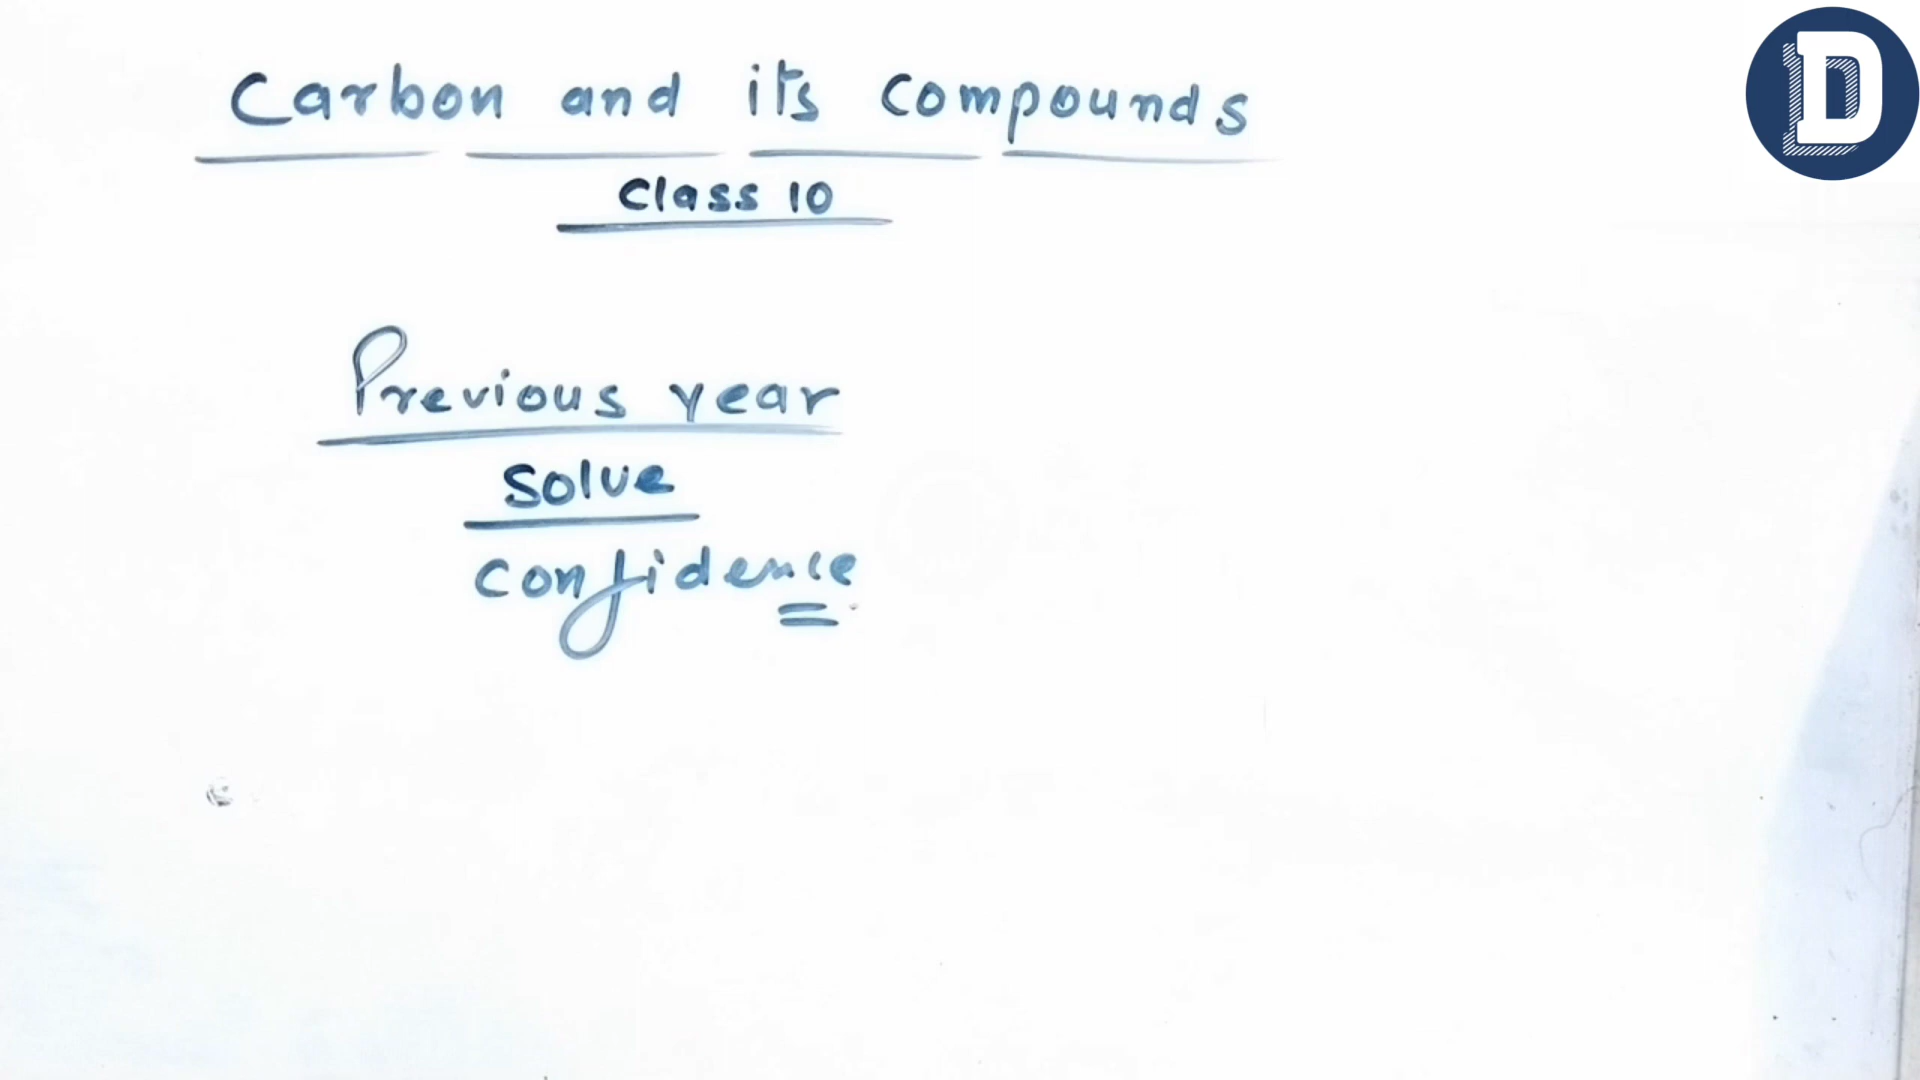 Carbon and its Compounds
Class 10
Previous year
Solve
Confidence
D